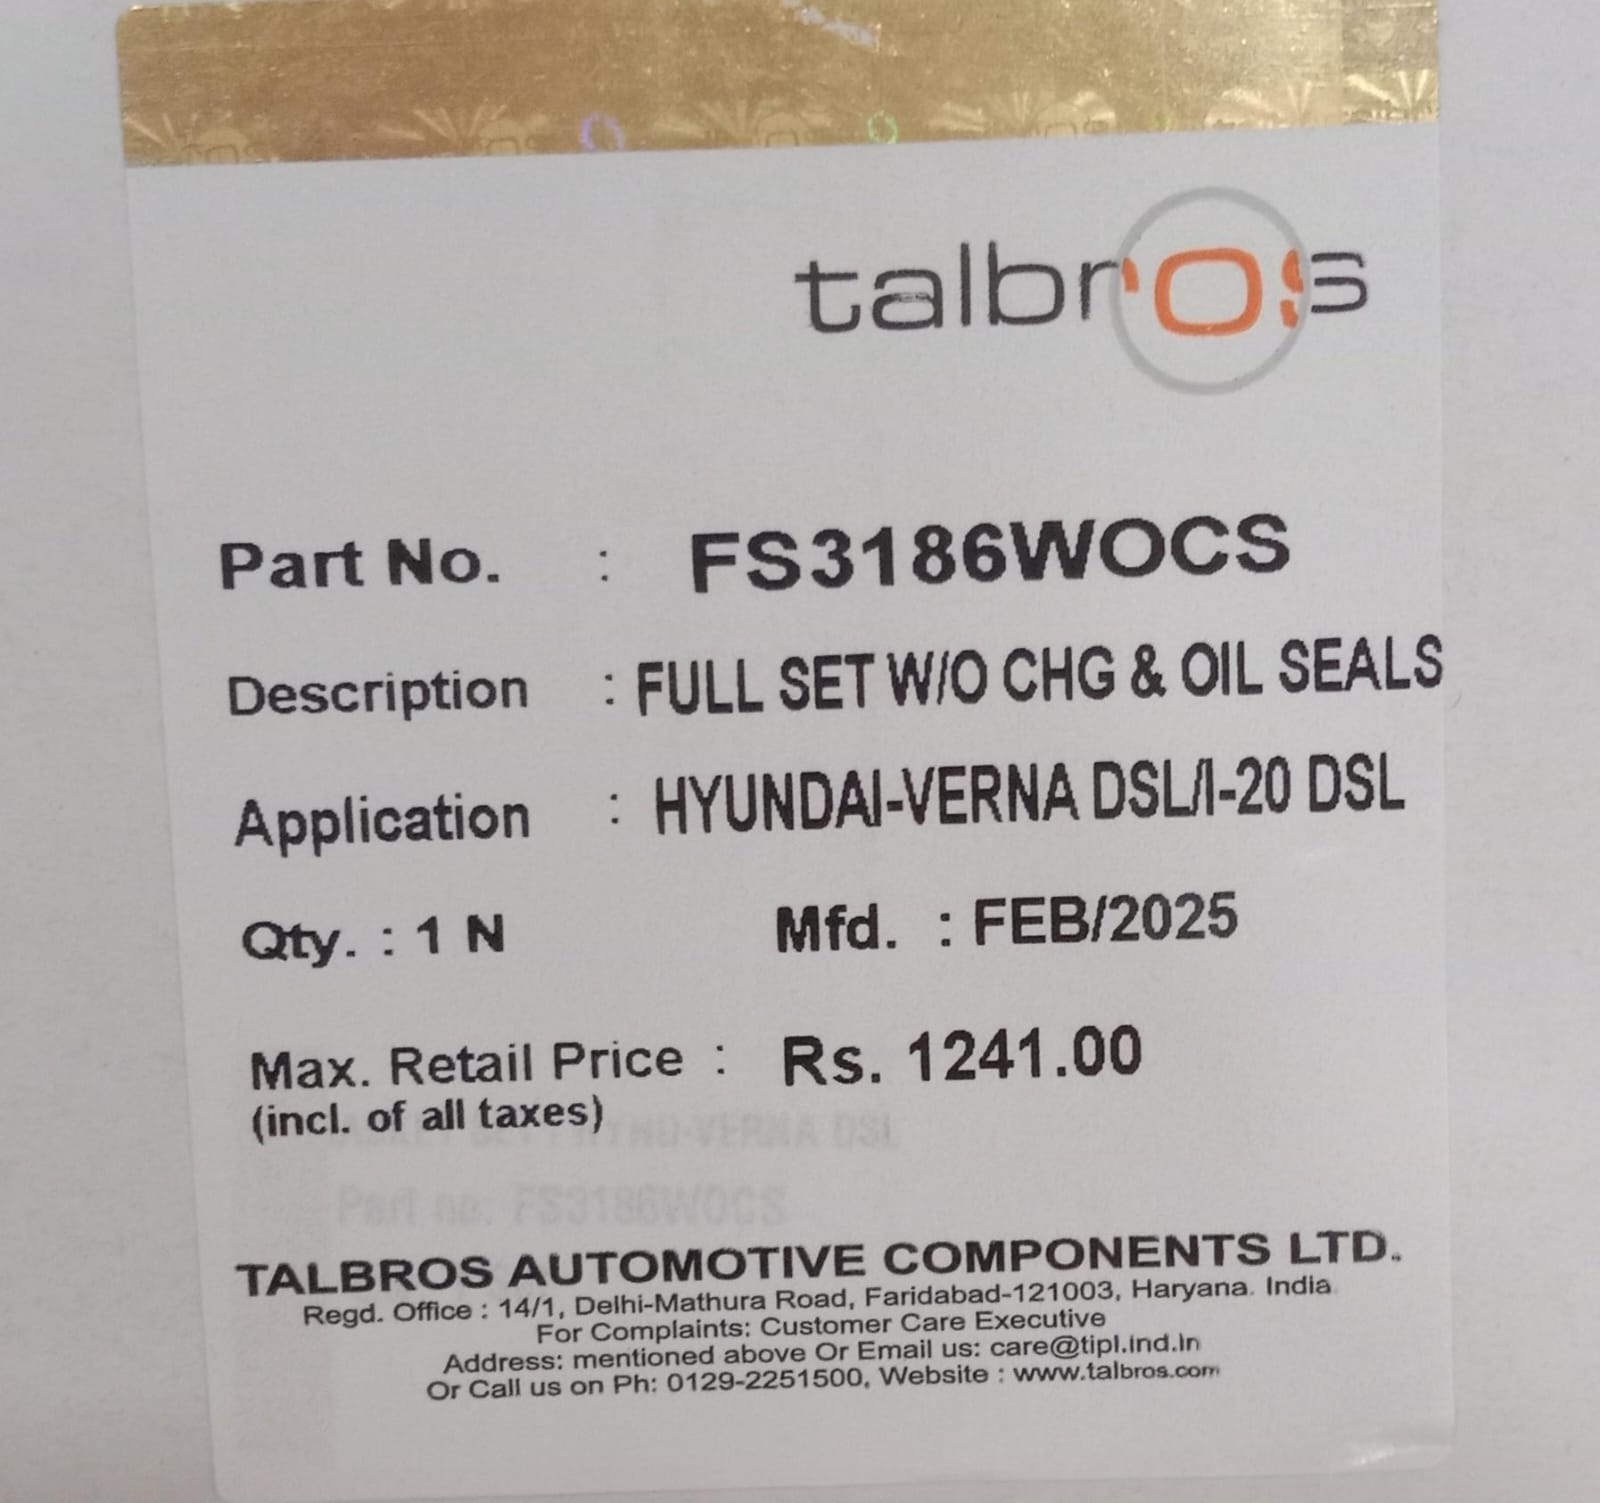 talbros
Part No. : FS3186WOCS
Description : FULL SET W/O CHG & OIL SEALS
Application : HYUNDAI-VERNA DSL/I-20 DSL
Qty. : 1 N Mfd. : FEB/2025
Max. Retail Price : Rs. 1241.00
(incl. of all taxes)
-VERNA DSL
Part no: FS3186WOCS
TALBROS AUTOMOTIVE COMPONENTS LTD.
Regd. Office : 14/1, Delhi-Mathura Road, Faridabad-121003, Haryana. India
For Complaints: Customer Care Executive
Address: mentioned above Or Email us: care@tipl.ind.in
Or Call us on Ph: 0129-2251500, Website : www.talbros.com